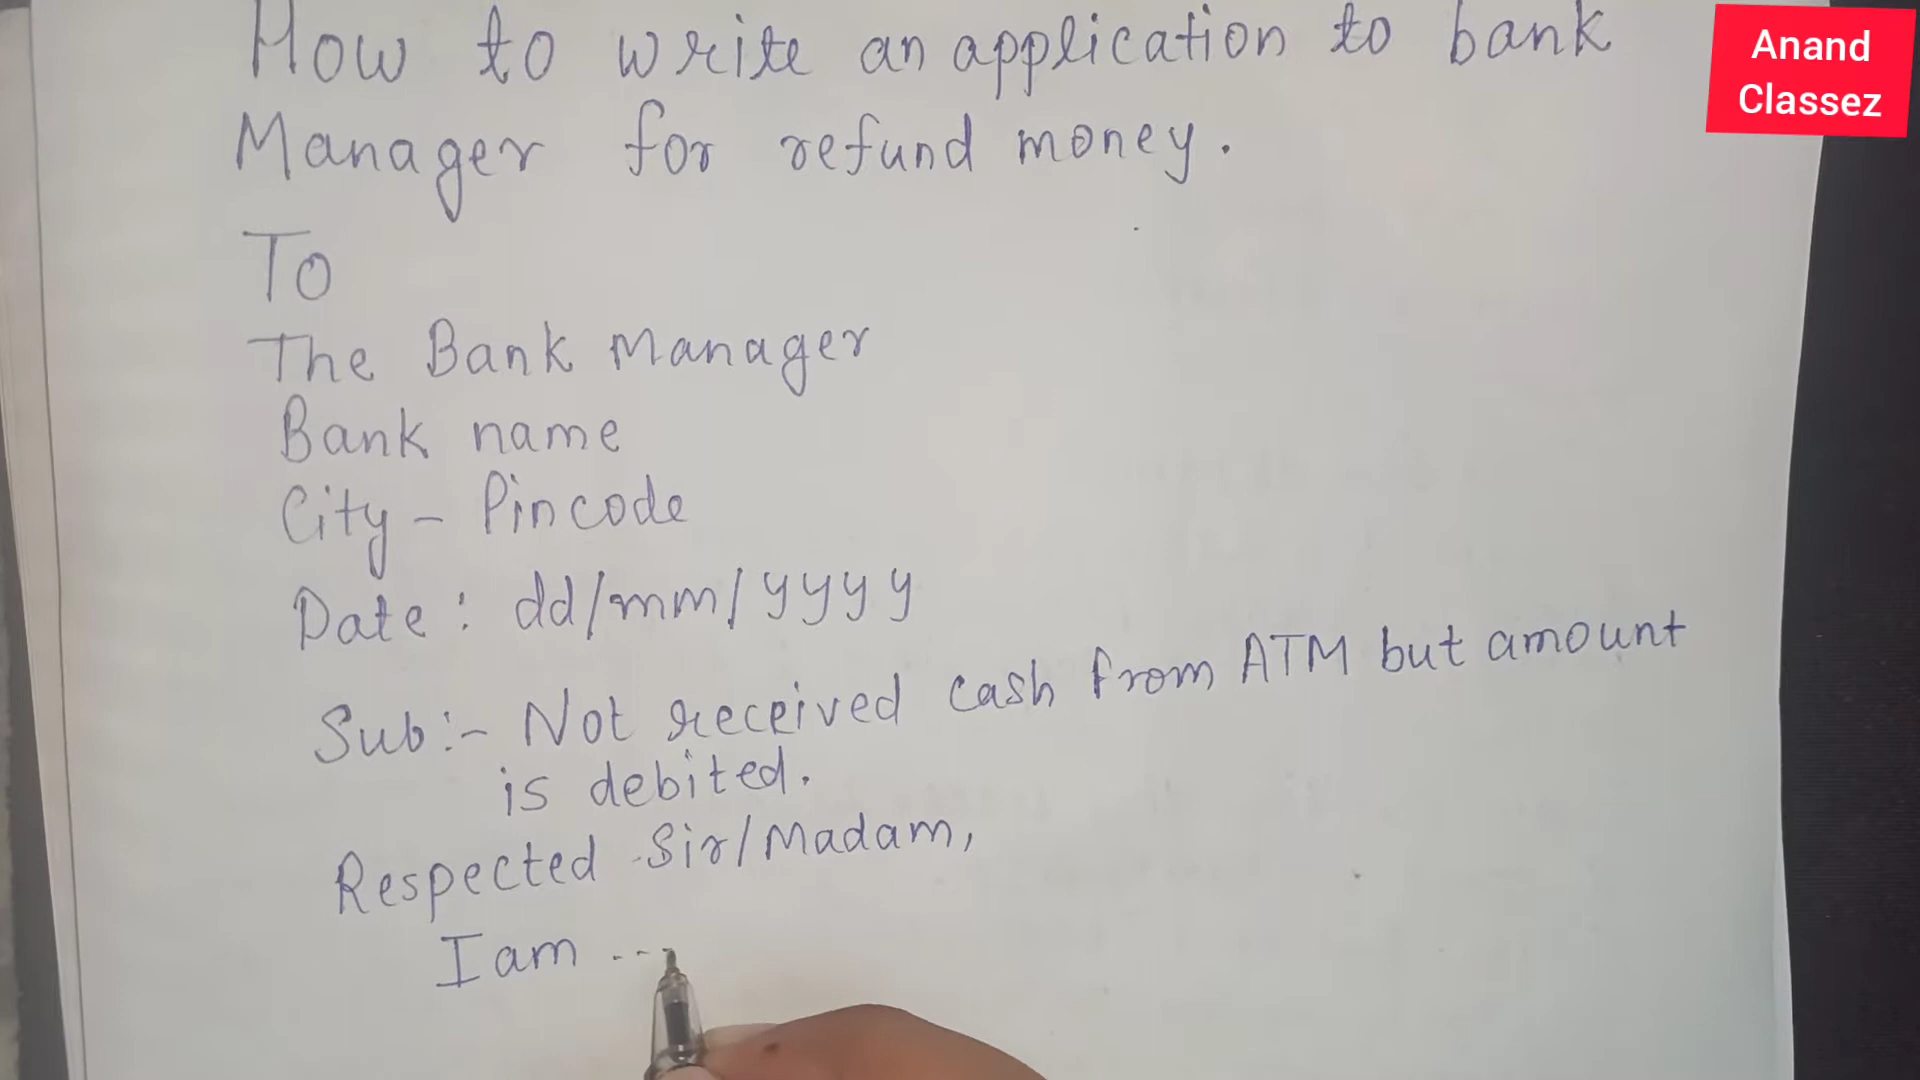 How to write an application to bank
Manager for refund money.
Anand
Classez
To
The Bank Manager
Bank name
City - Pincode
Date : dd/mm/yyyy
Sub:- Not received cash from ATM but amount
is debited.
Respected Sir/Madam,
I am ---